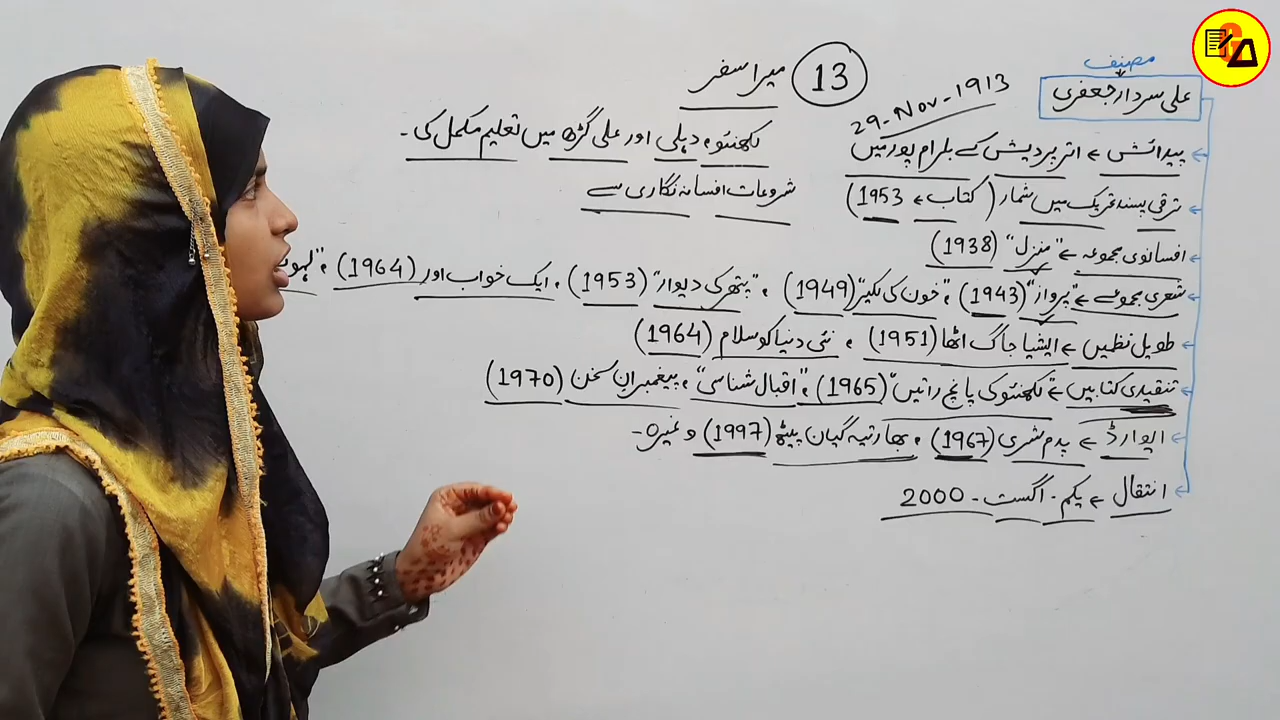 13 میرا سفر
مصنف
علی سردار جعفری
29-Nov-1913
پیدائش ← اتر پردیش کے بلرام پور میں
لکھنئو، دہلی اور علی گڑھ میں تعلیم مکمل کی۔
ترقی پسند تحریک میں شمار (کتاب ← 1953)
شروعات افسانہ نگاری سے
افسانوی مجموعہ ← "منزل" (1938)
شعری مجموعے ← "پرواز" (1943)، "خون کی لکیر" (1949)، "پتھر کی دیوار" (1953)، ایک خواب اور (1964)، "لہو
طویل نظمیں ← ایشیا جاگ اٹھا (1951)، نئی دنیا کو سلام (1964)
تنقیدی کتابیں ← "لکھنئو کی پانچ راتیں" (1965)، "اقبال شناسی"، پیغمبران سخن (1970)
ایوارڈ ← پدم شری (1967)، بھارتیہ گیان پیٹھ (1997) وغیرہ۔
انتقال ← یکم - اگست - 2000